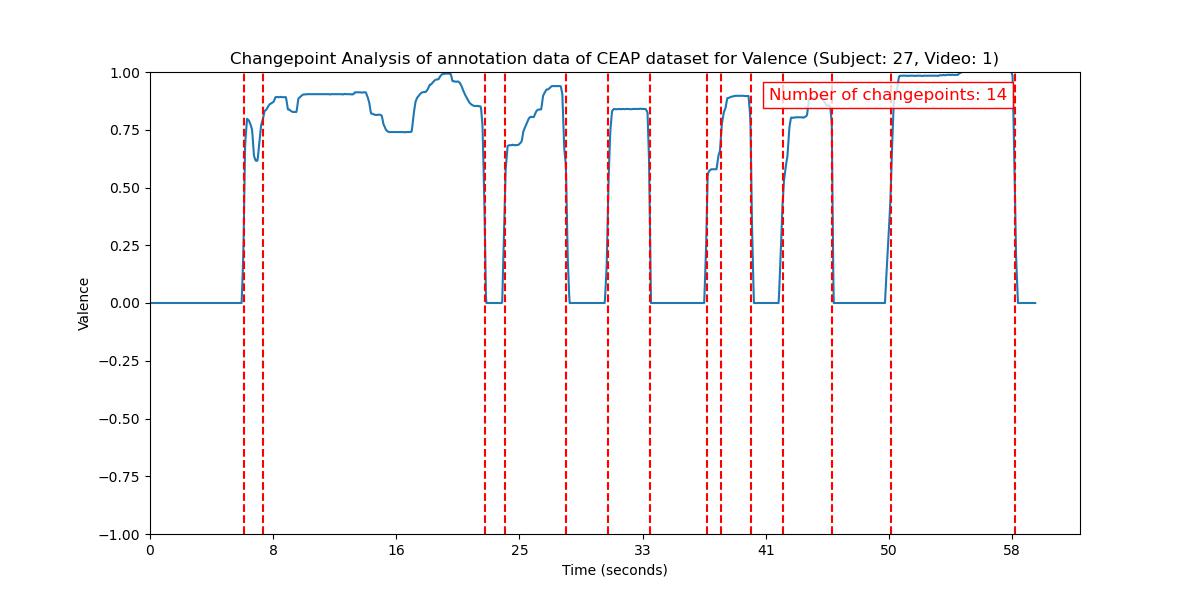 Changepoint Analysis of annotation data of CEAP dataset for Valence (Subject: 27, Video: 1)
Number of changepoints: 14
Valence
1.00
0.75
0.50
0.25
0.00
−0.25
−0.50
−0.75
−1.00
0 8 16 25 33 41 50 58
Time (seconds)